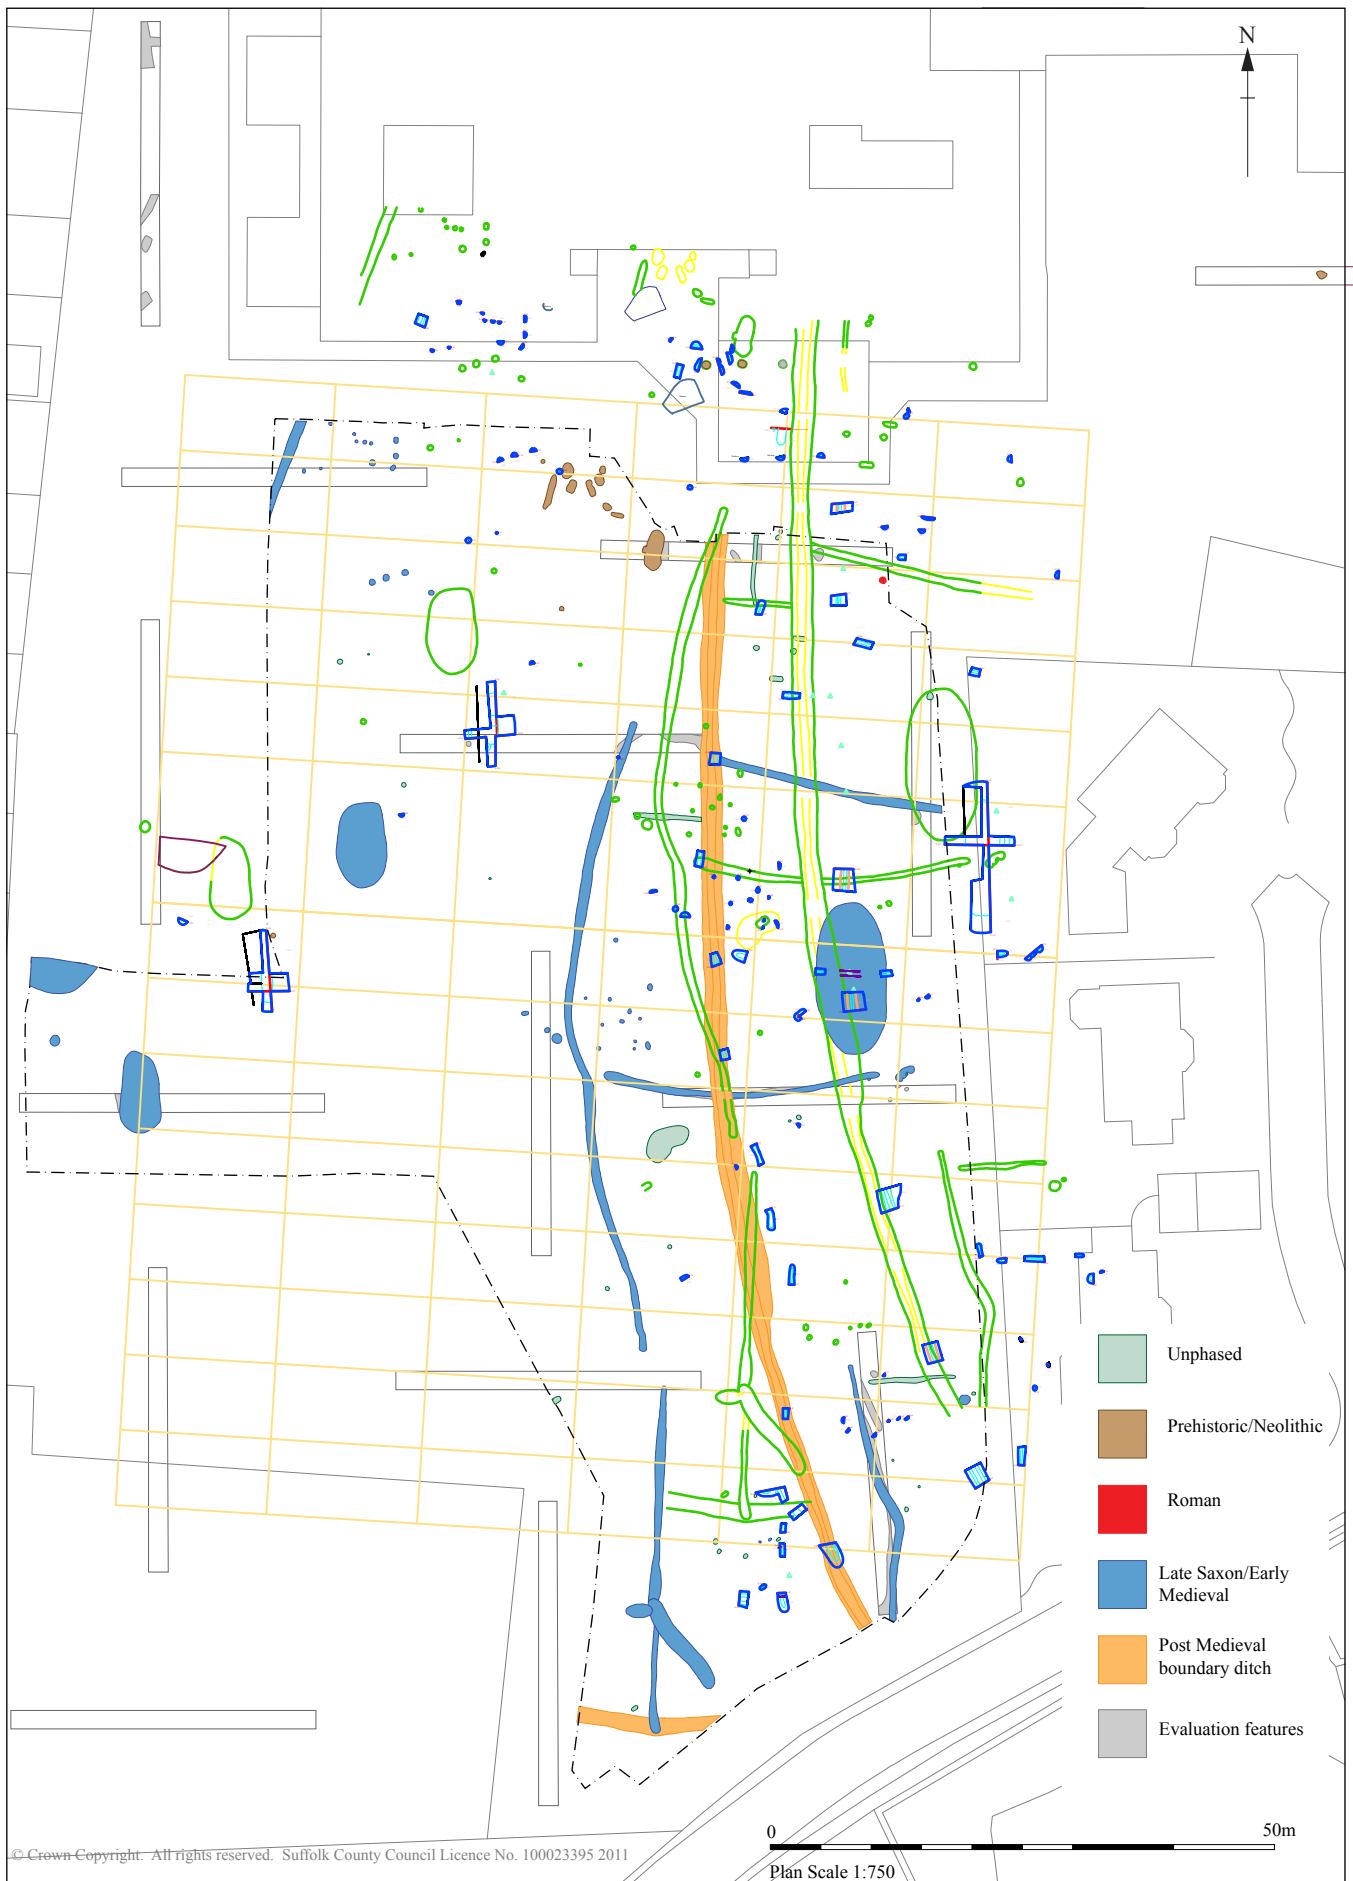 N
Unphased
Prehistoric/Neolithic
Roman
Late Saxon/Early
Medieval
Post Medieval
boundary ditch
Evaluation features
0
50m
Plan Scale 1:750
© Crown Copyright. All rights reserved. Suffolk County Council Licence No. 100023395 2011